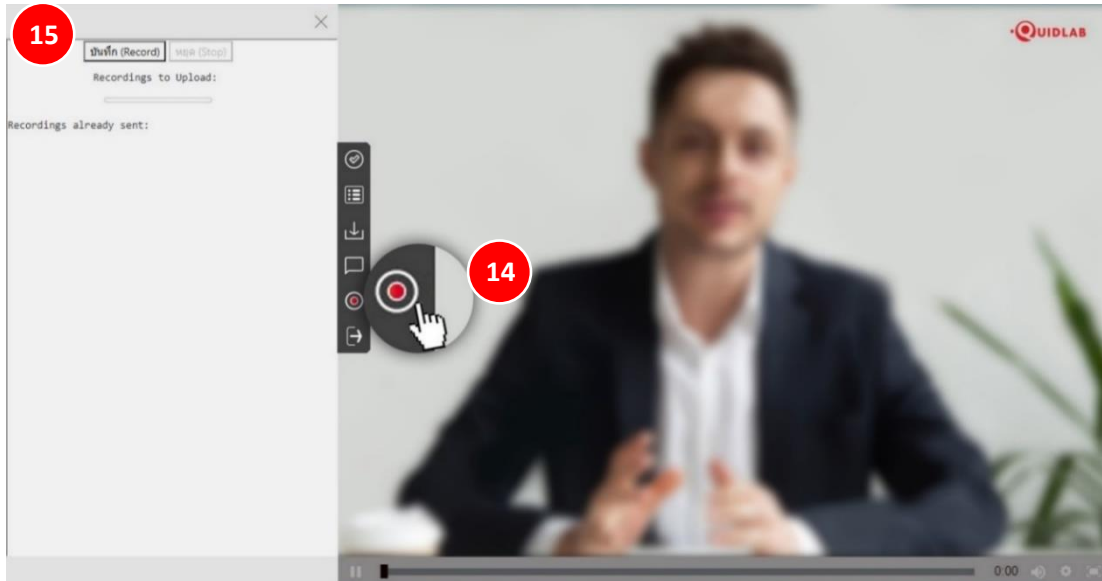 15
บันทึก (Record) หยุด (Stop)
Recordings to Upload:
Recordings already sent:
QUIDLAB
14
0:00